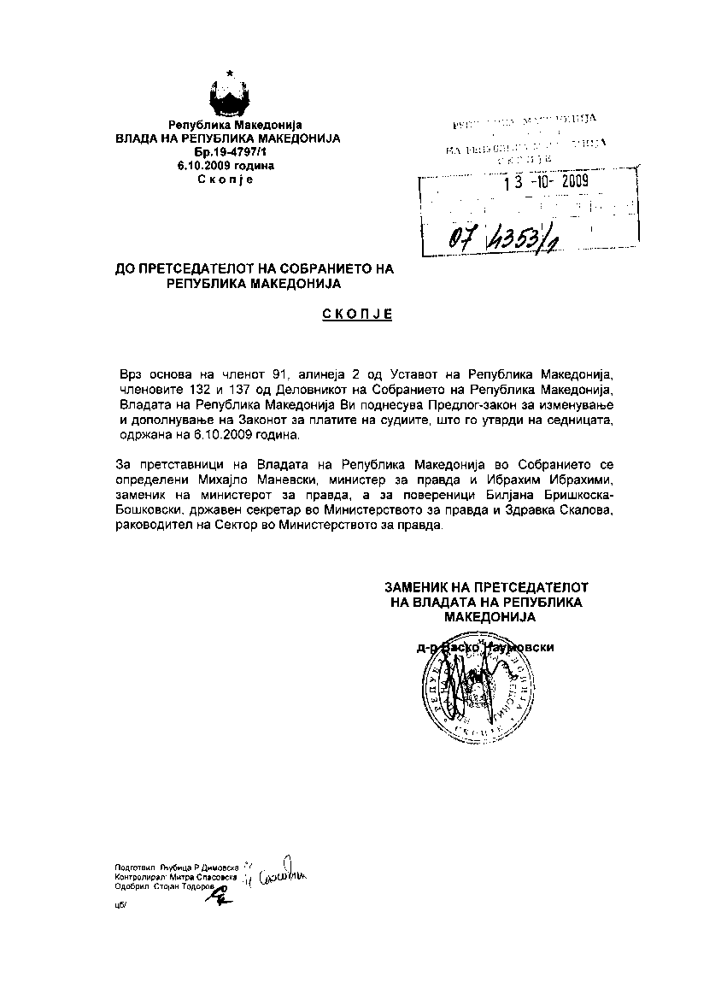 Република Македонија
ВЛАДА НА РЕПУБЛИКА МАКЕДОНИЈА
Бр.19-4797/1
6.10.2009 година
Скопје
МАКЕДОНИЈА
СКОПЈЕ
13 -10- 2009
07 4353/1
ДО ПРЕТСЕДАТЕЛОТ НА СОБРАНИЕТО НА
РЕПУБЛИКА МАКЕДОНИЈА
СКОПЈЕ
Врз основа на членот 91, алинеја 2 од Уставот на Република Македонија,
членовите 132 и 137 од Деловникот на Собранието на Република Македонија,
Владата на Република Македонија Ви поднесува Предлог-закон за изменување
и дополнување на Законот за платите на судиите, што го утврди на седницата,
одржана на 6.10.2009 година.
За претставници на Владата на Република Македонија во Собранието се
определени Михајло Маневски, министер за правда и Ибрахим Ибрахими,
заменик на министерот за правда, а за повереници Билјана Бришкоска-
Бошковски, државен секретар во Министерството за правда и Здравка Скалова,
раководител на Сектор во Министерството за правда.
ЗАМЕНИК НА ПРЕТСЕДАТЕЛОТ
НА ВЛАДАТА НА РЕПУБЛИКА
МАКЕДОНИЈА
д-р Васко Наумовски
СКОПЈЕ
Подготвил: Љубица Р.Димовска
Контролирал: Митра Спасовска
Одобрил: Стојан Тодоров
цб/